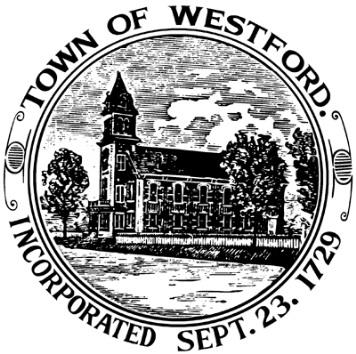 TOWN OF WESTFORD.
INCORPORATED SEPT. 23. 1729